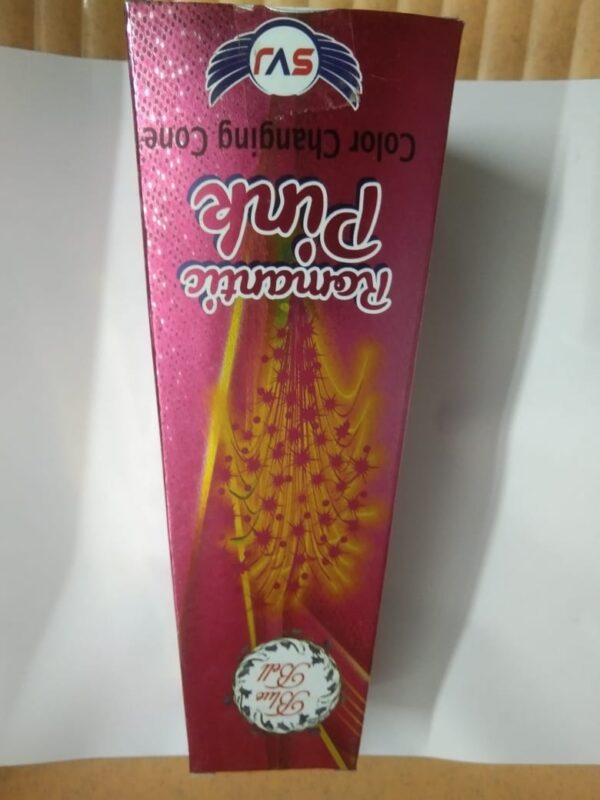 Blue
Bell
Romantic
Pink
Color Changing Cone
SVJ